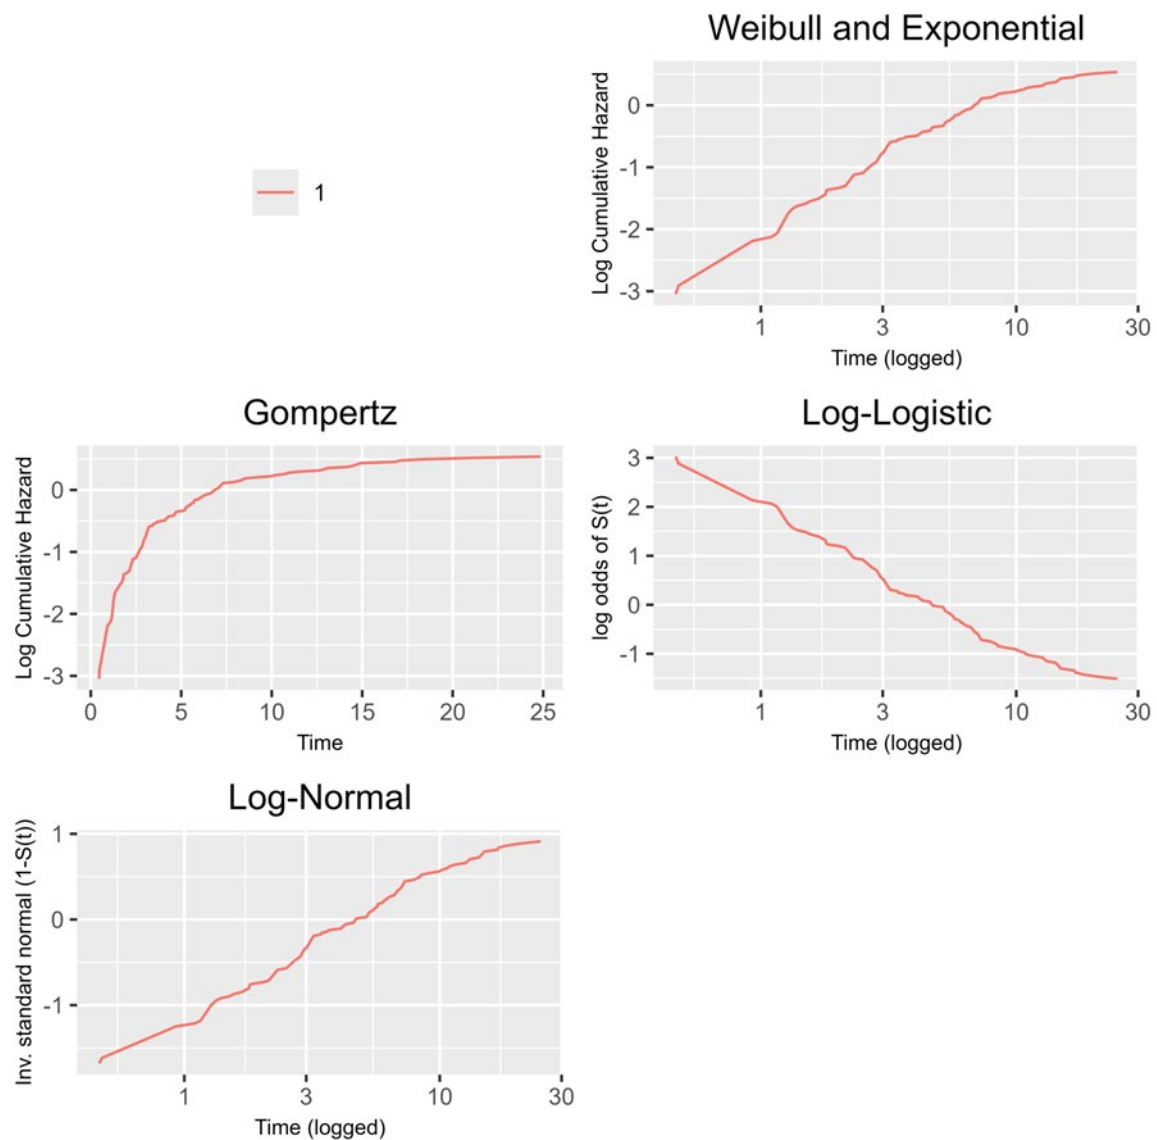 Weibull and Exponential
1
Log Cumulative Hazard
0
-1
-2
-3
1 3 10 30
Time (logged)
Gompertz
Log Cumulative Hazard
0
-1
-2
-3
0 5 10 15 20 25
Time
Log-Logistic
log odds of S(t)
3
2
1
0
-1
1 3 10 30
Time (logged)
Log-Normal
Inv. standard normal (1-S(t))
1
0
-1
1 3 10 30
Time (logged)